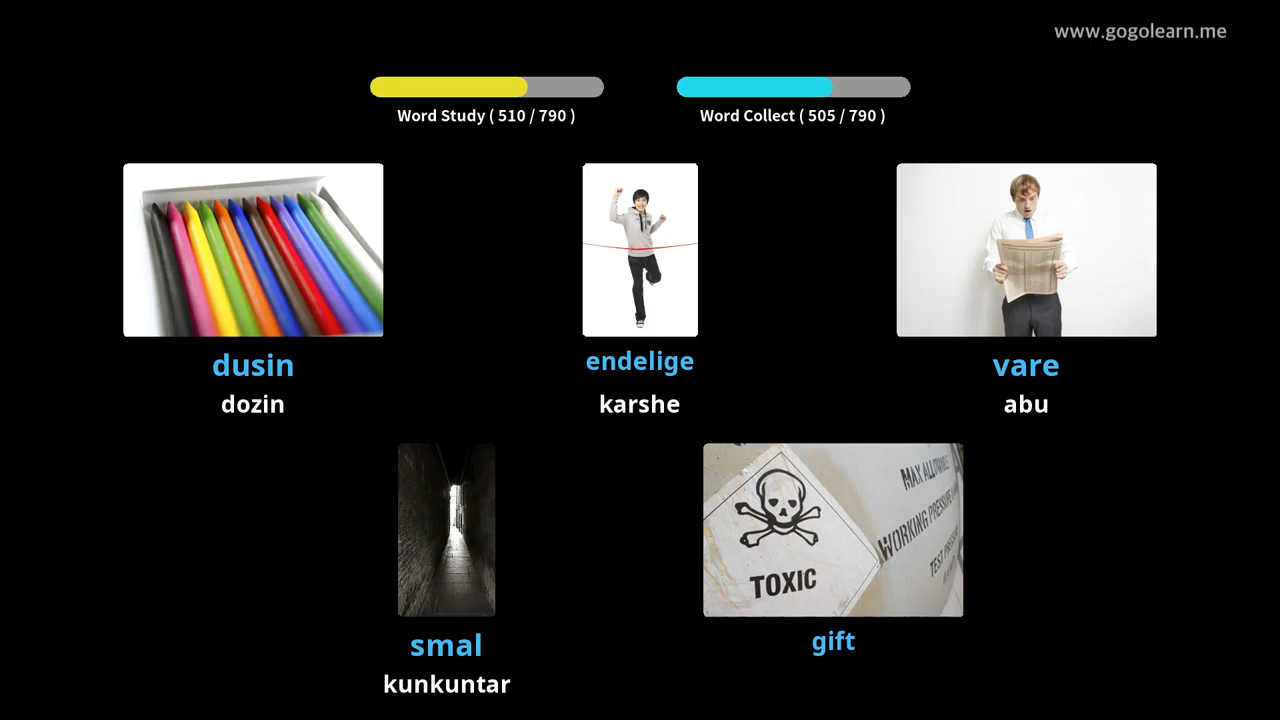 www.gogolearn.me
Word Study ( 510 / 790 )
Word Collect ( 505 / 790 )
dusin
dozin
endelige
karshe
vare
abu
smal
kunkuntar
TOXIC
MAX ALLOWABLE
WORKING PRESSURE
TEST PRESSURE
gift